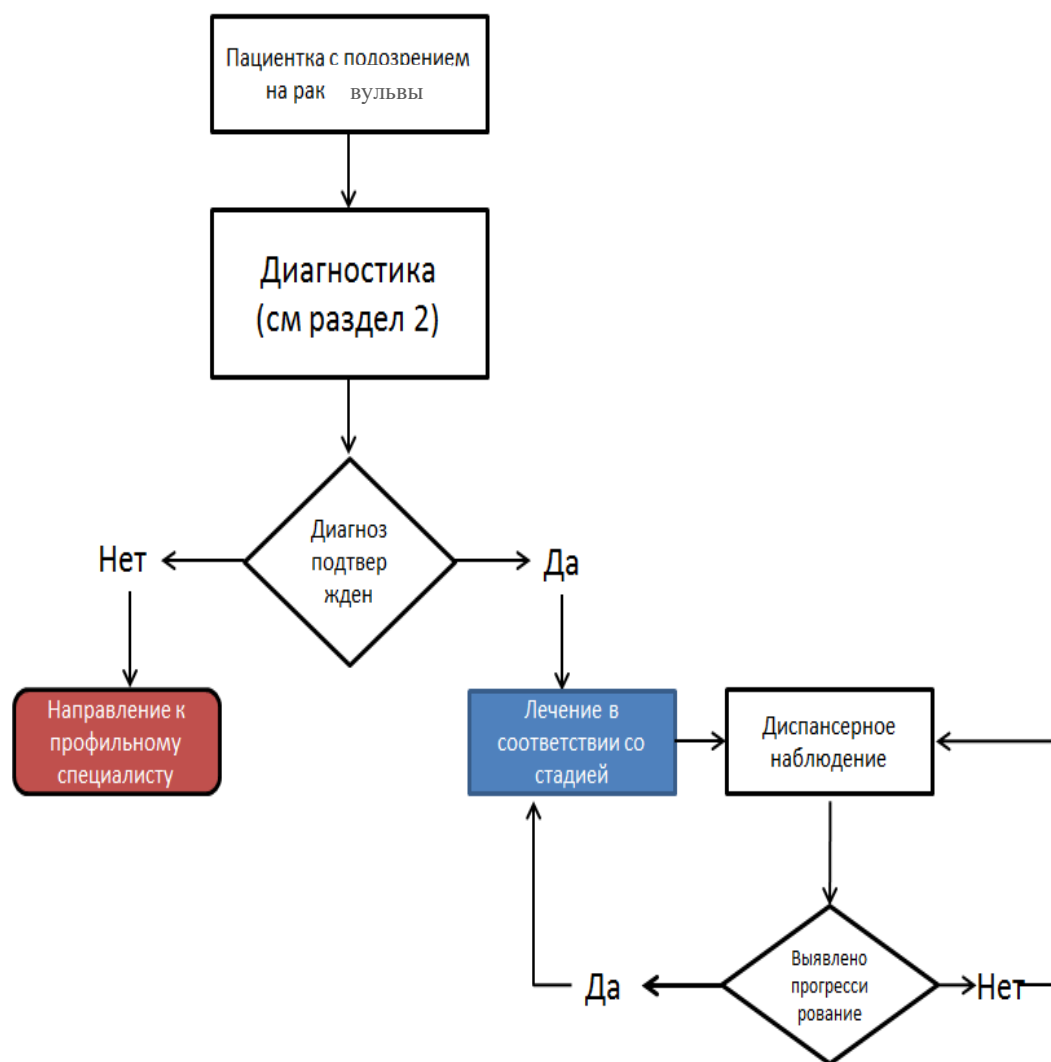 Пациентка с подозрением
на рак вульвы
Диагностика
(см раздел 2)
Диагноз
подтвер
жден
Нет
Да
Направление к
профильному
специалисту
Лечение в
соответствии со
стадией
Диспансерное
наблюдение
Выявлено
прогресси
рование
Да
Нет